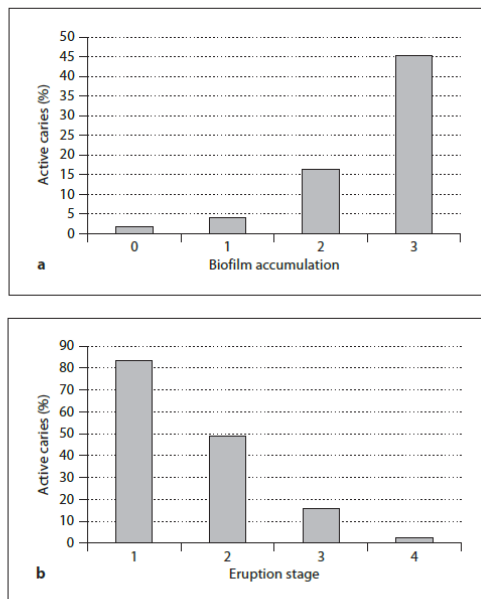 50
45
40
35
30
25
20
15
10
5
0
Active caries (%)
0 1 2 3
a
Biofilm accumulation
90
80
70
60
50
40
30
20
10
0
Active caries (%)
1 2 3 4
b
Eruption stage